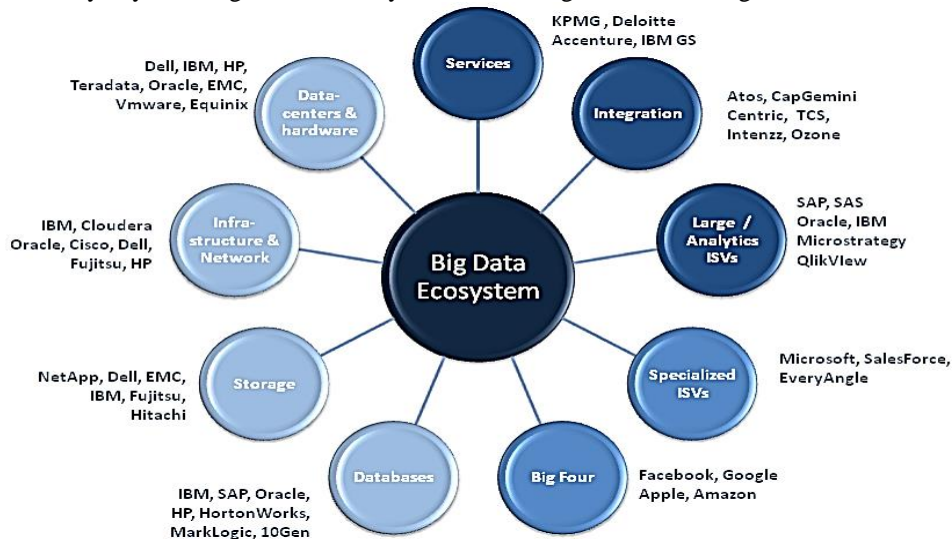 KPMG , Deloitte
Accenture, IBM GS
Services
Dell, IBM, HP,
Teradata, Oracle, EMC,
Vmware, Equinix
Data-
centers &
hardware
Integration
Atos, CapGemini
Centric, TCS,
Intenzz, Ozone
IBM, Cloudera
Oracle, Cisco, Dell,
Fujitsu, HP
Infra-
structure &
Network
Big Data
Ecosystem
Large /
Analytics
ISVs
SAP, SAS
Oracle, IBM
Microstrategy
QlikVIew
NetApp, Dell, EMC
IBM, Fujitsu,
Hitachi
Storage
Specialized
ISVs
Microsoft, SalesForce,
EveryAngle
Databases
IBM, SAP, Oracle,
HP, HortonWorks,
MarkLogic, 10Gen
Big Four
Facebook, Google
Apple, Amazon